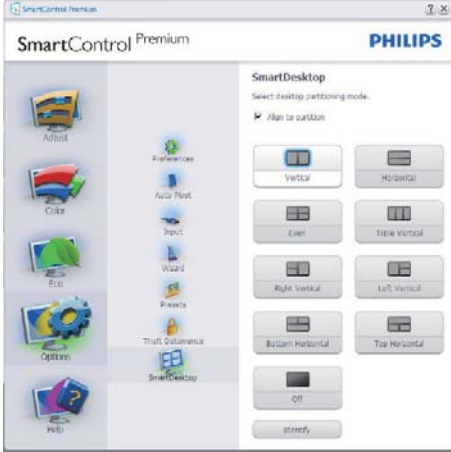 SmartControl Premium
SmartControl Premium
PHILIPS
Adjust
Color
Eco
Options
Help
Preferences
Auto Pivot
Input
Wizard
Presets
Theft Deterrence
SmartDesktop
SmartDesktop
Select desktop partitioning mode.
Align to partition
Vertical
Horizontal
Even
Triple Vertical
Right Vertical
Left Vertical
Bottom Horizontal
Top Horizontal
Off
Identify